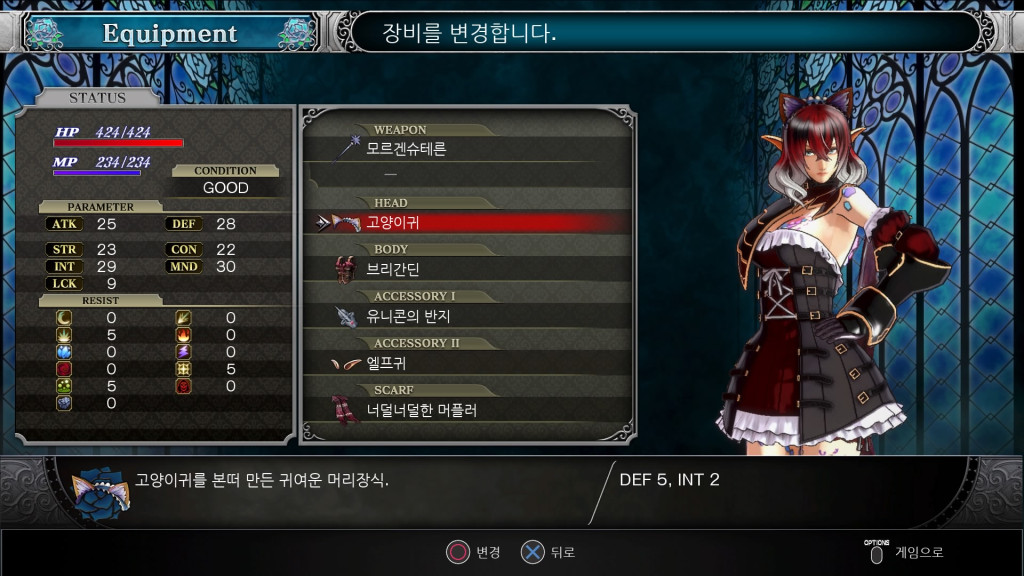 Equipment
장비를 변경합니다.
STATUS
HP 424/424
MP 234/234
CONDITION
GOOD
PARAMETER
ATK 25 DEF 28
STR 23 CON 22
INT 29 MND 30
LCK 9
RESIST
0 0
5 0
0 0
0 5
5 0
0
WEAPON
모르겐슈테른
—
HEAD
고양이귀
BODY
브리간딘
ACCESSORY I
유니콘의 반지
ACCESSORY II
엘프귀
SCARF
너덜너덜한 머플러
고양이귀를 본떠 만든 귀여운 머리장식.
DEF 5, INT 2
변경 뒤로
OPTIONS
게임으로